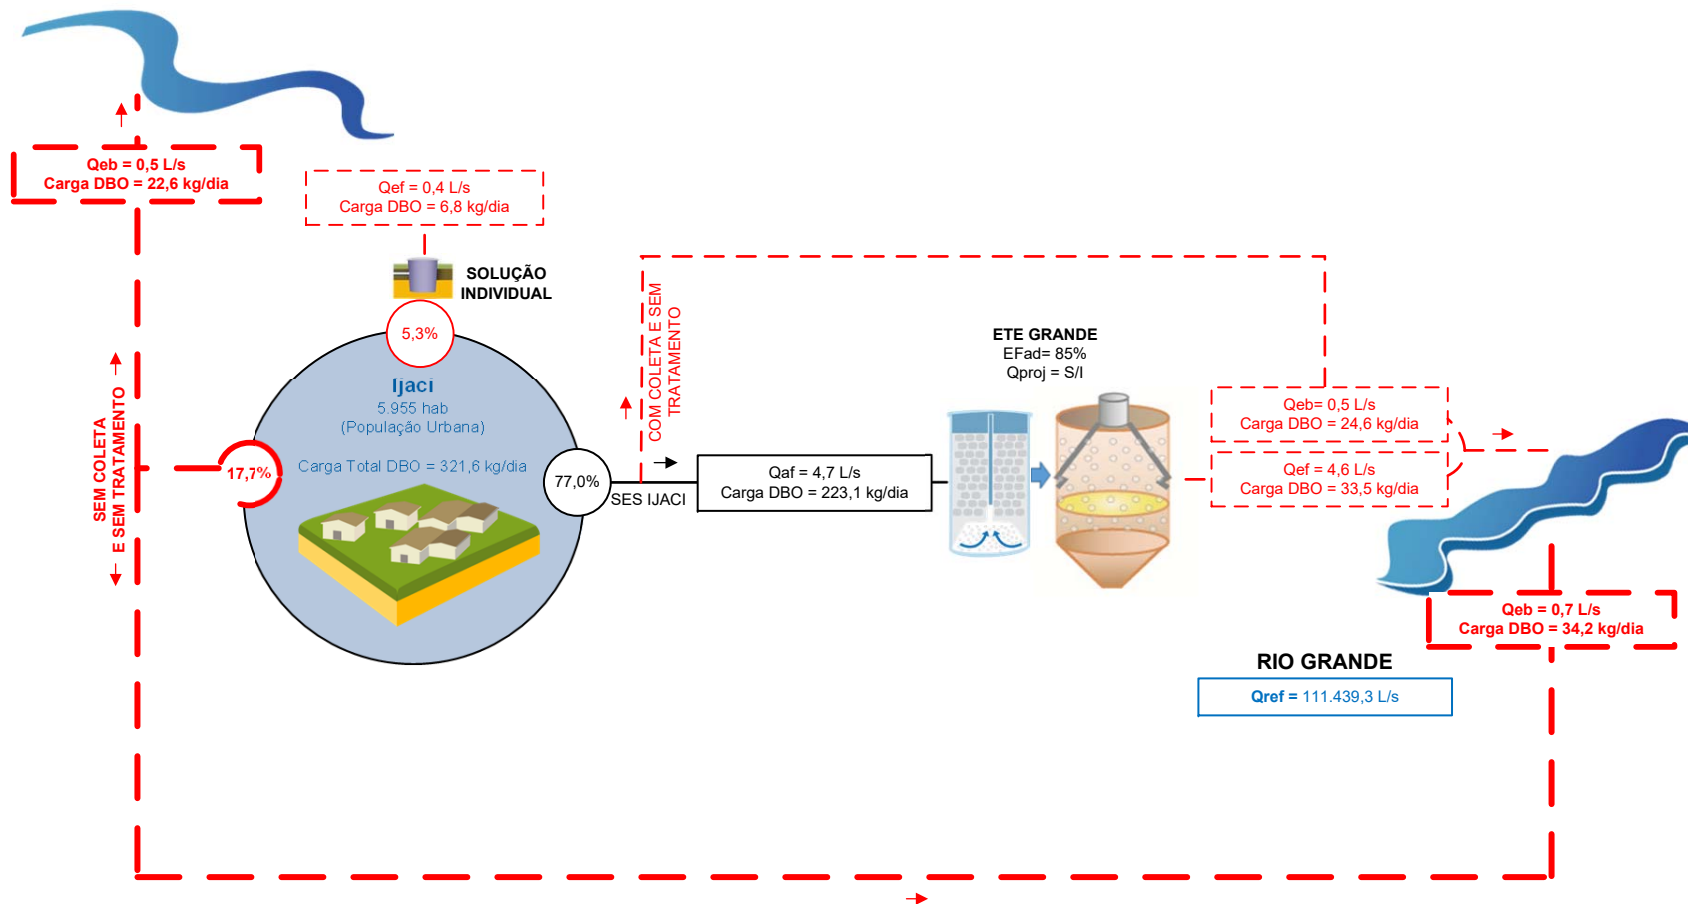 Qeb = 0,5 L/s
Carga DBO = 22,6 kg/dia
Qef = 0,4 L/s
Carga DBO = 6,8 kg/dia
SOLUÇÃO
INDIVIDUAL
5,3%
Ijaci
5.955 hab
(População Urbana)
Carga Total DBO = 321,6 kg/dia
17,7%
77,0%
SEM COLETA
E SEM TRATAMENTO
SES IJACI
COM COLETA E SEM
TRATAMENTO
Qaf = 4,7 L/s
Carga DBO = 223,1 kg/dia
ETE GRANDE
EFad= 85%
Qproj = S/I
Qeb= 0,5 L/s
Carga DBO = 24,6 kg/dia
Qef = 4,6 L/s
Carga DBO = 33,5 kg/dia
Qeb = 0,7 L/s
Carga DBO = 34,2 kg/dia
RIO GRANDE
Qref = 111.439,3 L/s